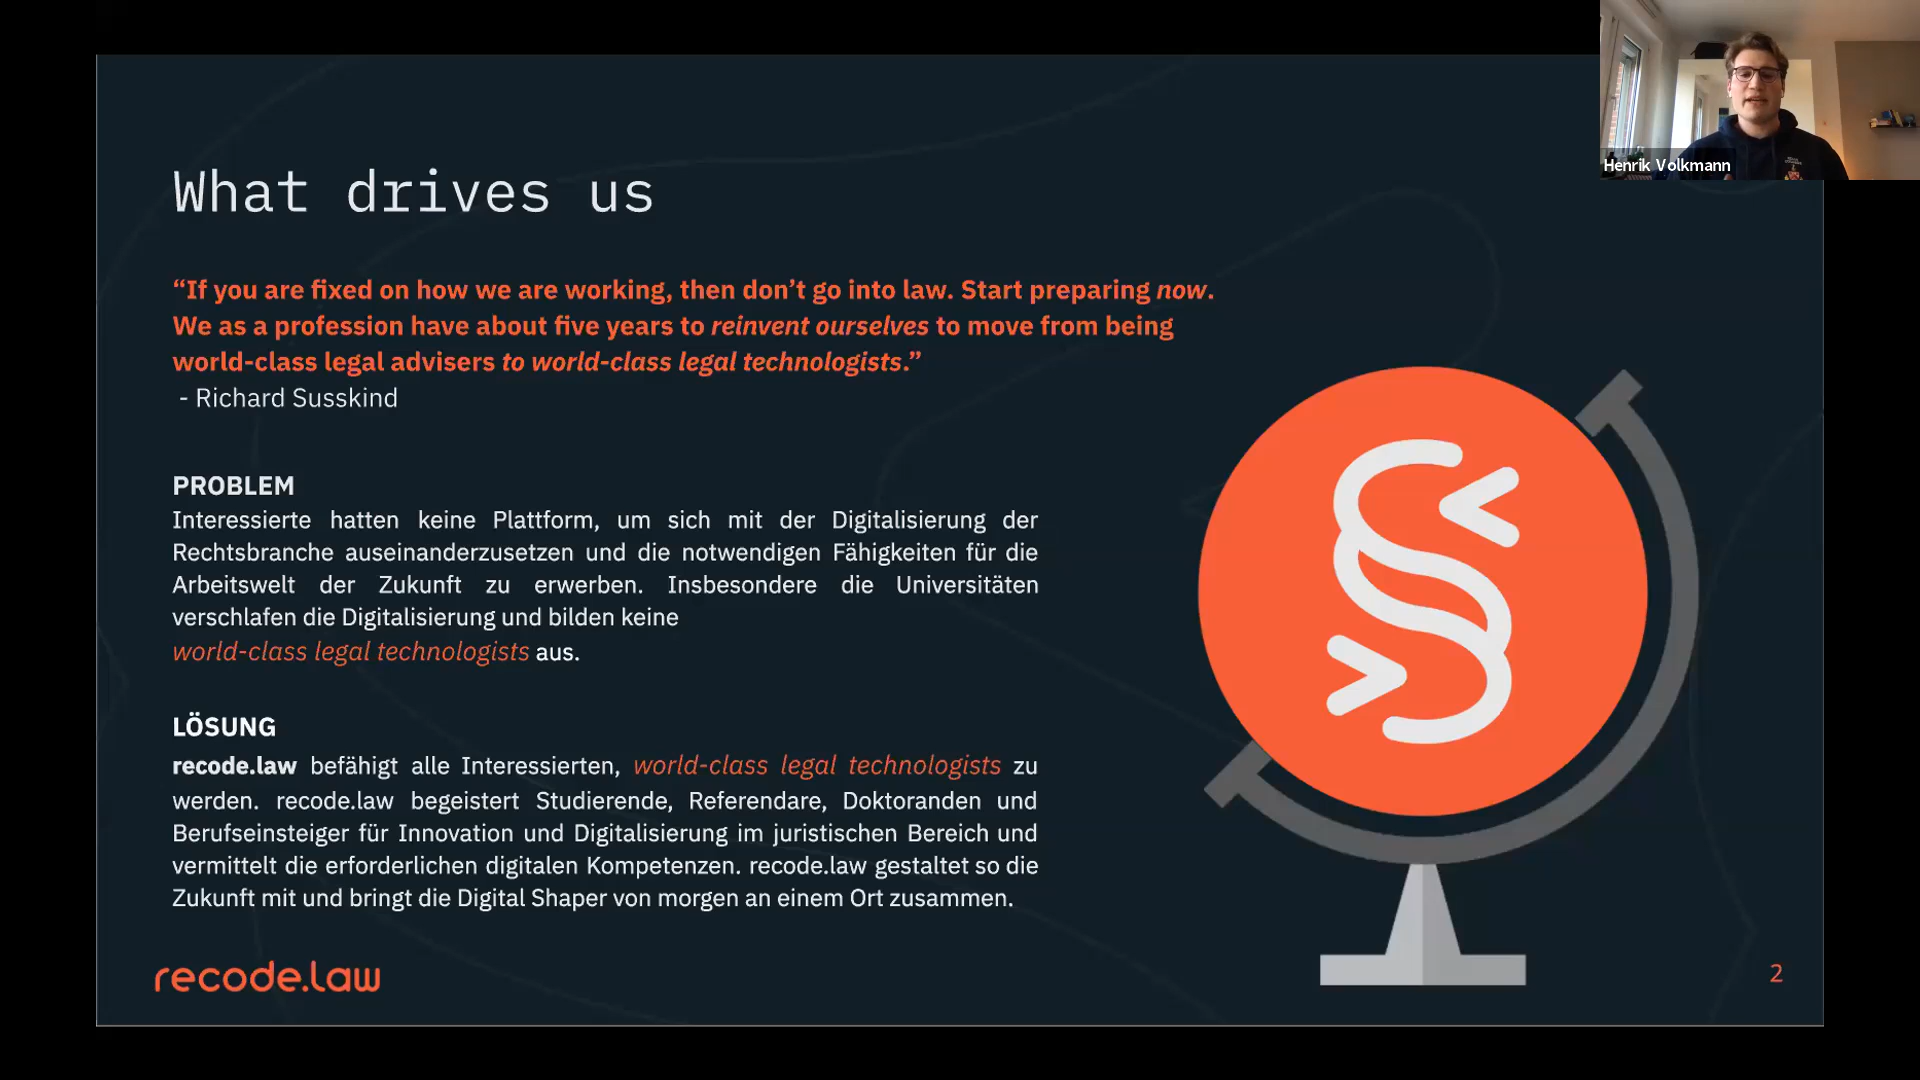 Henrik Volkmann
What drives us
“If you are fixed on how we are working, then don’t go into law. Start preparing now.
We as a profession have about five years to reinvent ourselves to move from being
world-class legal advisers to world-class legal technologists.”
- Richard Susskind
PROBLEM
Interessierte hatten keine Plattform, um sich mit der Digitalisierung der
Rechtsbranche auseinanderzusetzen und die notwendigen Fähigkeiten für die
Arbeitswelt der Zukunft zu erwerben. Insbesondere die Universitäten
verschlafen die Digitalisierung und bilden keine
world-class legal technologists aus.
LÖSUNG
recode.law befähigt alle Interessierten, world-class legal technologists zu
werden. recode.law begeistert Studierende, Referendare, Doktoranden und
Berufseinsteiger für Innovation und Digitalisierung im juristischen Bereich und
vermittelt die erforderlichen digitalen Kompetenzen. recode.law gestaltet so die
Zukunft mit und bringt die Digital Shaper von morgen an einem Ort zusammen.
recode.law
2